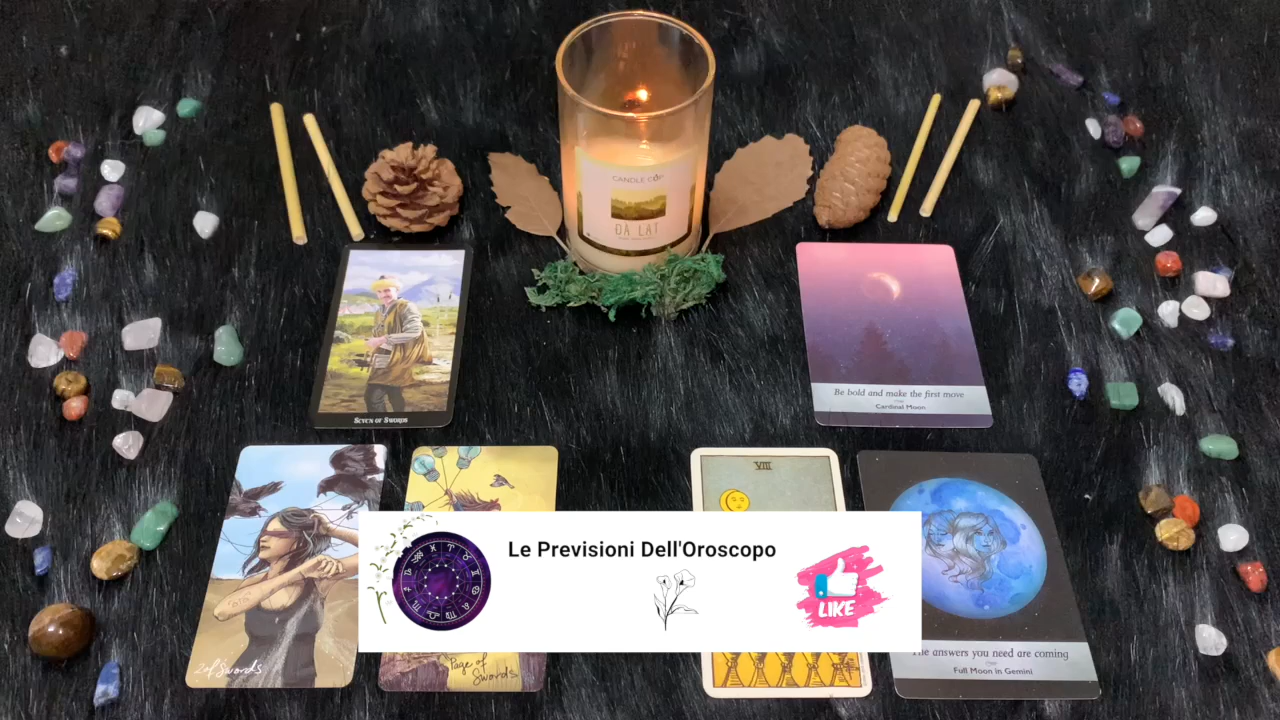 CANDLE CUP
ĐÀ LẠT
SEVEN OF SWORDS
Be bold and make the first move
Cardinal Moon
VIII
Le Previsioni Dell'Oroscopo
LIKE
2 of Swords
Page of
Swords
The answers you need are coming
Full Moon in Gemini